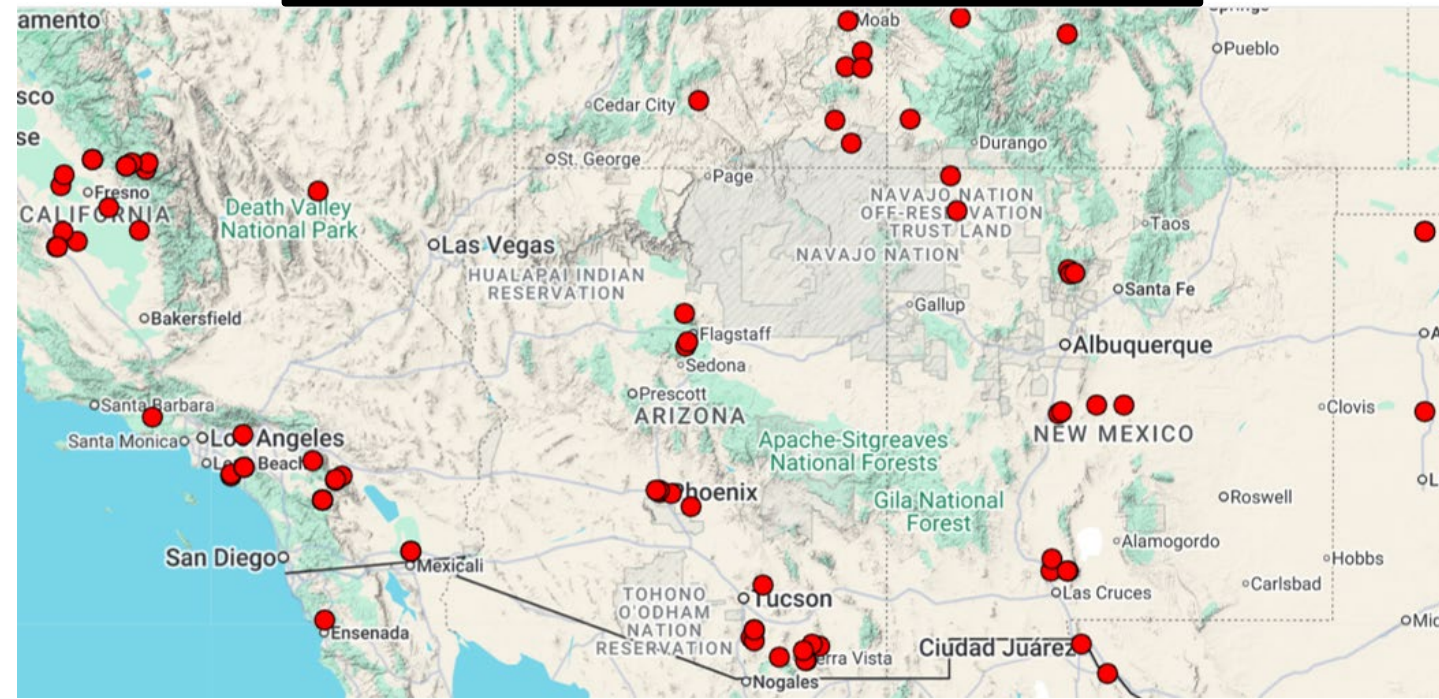 amento
Moab
Pueblo
sco
Cedar City
se
Durango
St. George
Page
Fresno
NAVAJO NATION
OFF-RESERVATION
TRUST LAND
CALIFORNIA
Death Valley
National Park
Taos
Las Vegas
NAVAJO NATION
HUALAPAI INDIAN
RESERVATION
Santa Fe
Gallup
Bakersfield
Flagstaff
A
Albuquerque
Sedona
Prescott
Santa Barbara
ARIZONA
Clovis
Santa Monica
Los Angeles
NEW MEXICO
Apache-Sitgreaves
National Forests
Long Beach
L
Phoenix
Roswell
Gila National
Forest
Alamogordo
San Diego
Mexicali
Hobbs
Carlsbad
Las Cruces
Tucson
TOHONO
O'ODHAM
NATION
RESERVATION
Mid
Ensenada
Ciudad Juárez
erra Vista
Nogales